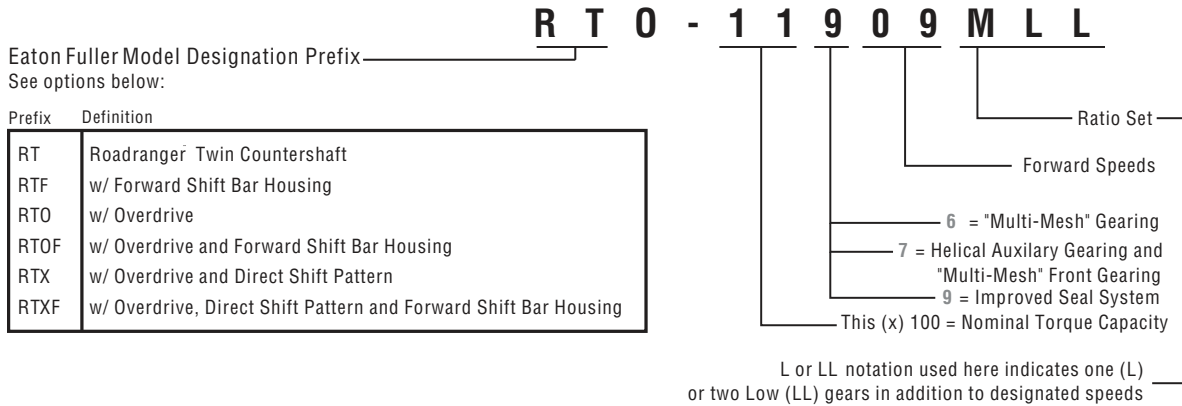 R T O - 1 1 9 0 9 M L L
Eaton Fuller Model Designation Prefix
See options below:
Prefix Definition
RT Roadranger Twin Countershaft
RTF w/ Forward Shift Bar Housing
RTO w/ Overdrive
RTOF w/ Overdrive and Forward Shift Bar Housing
RTX w/ Overdrive and Direct Shift Pattern
RTXF w/ Overdrive, Direct Shift Pattern and Forward Shift Bar Housing
Ratio Set
Forward Speeds
6 = "Multi-Mesh" Gearing
7 = Helical Auxilary Gearing and
"Multi-Mesh" Front Gearing
9 = Improved Seal System
This (x) 100 = Nominal Torque Capacity
L or LL notation used here indicates one (L)
or two Low (LL) gears in addition to designated speeds